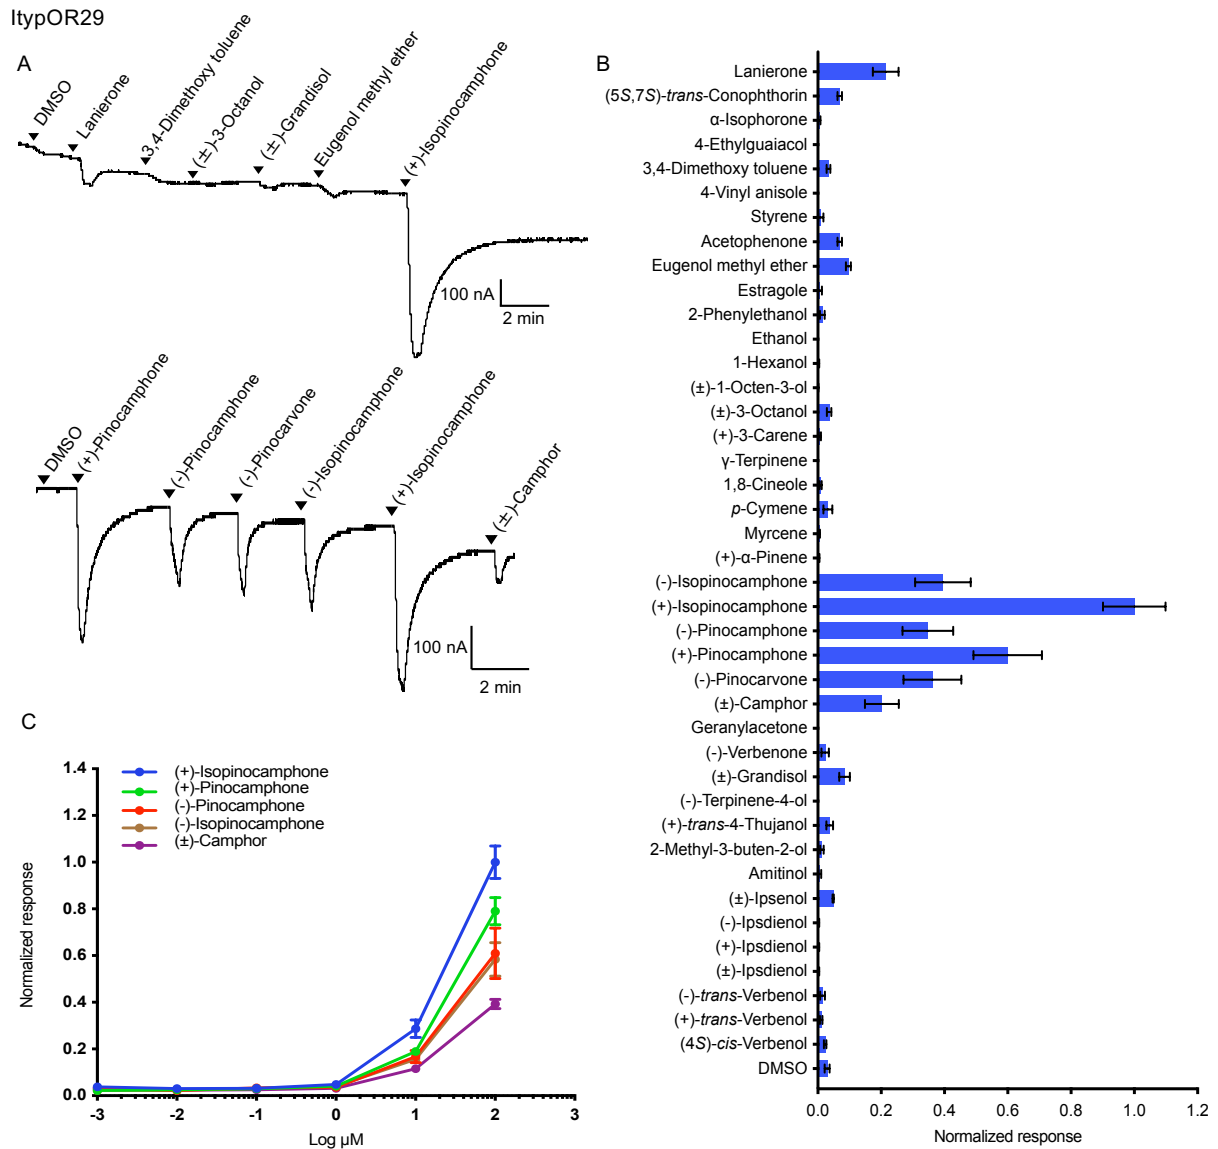 ItypOR29
A
DMSO
Lanierone
3,4-Dimethoxy toluene
(±)-3-Octanol
(±)-Grandisol
Eugenol methyl ether
(+)-Isopinocamphone
100 nA
2 min
DMSO
(+)-Pinocamphone
(-)-Pinocamphone
(-)-Pinocarvone
(-)-Isopinocamphone
(+)-Isopinocamphone
(±)-Camphor
100 nA
2 min
B
Lanierone
(5S,7S)-trans-Conophthorin
α-Isophorone
4-Ethylguaiacol
3,4-Dimethoxy toluene
4-Vinyl anisole
Styrene
Acetophenone
Eugenol methyl ether
Estragole
2-Phenylethanol
Ethanol
1-Hexanol
(±)-1-Octen-3-ol
(±)-3-Octanol
(+)-3-Carene
γ-Terpinene
1,8-Cineole
p-Cymene
Myrcene
(+)-α-Pinene
(-)-Isopinocamphone
(+)-Isopinocamphone
(-)-Pinocamphone
(+)-Pinocamphone
(-)-Pinocarvone
(±)-Camphor
Geranylacetone
(-)-Verbenone
(±)-Grandisol
(-)-Terpinene-4-ol
(+)-trans-4-Thujanol
2-Methyl-3-buten-2-ol
Amitinol
(±)-Ipsenol
(-)-Ipsdienol
(+)-Ipsdienol
(±)-Ipsdienol
(-)-trans-Verbenol
(+)-trans-Verbenol
(4S)-cis-Verbenol
DMSO
0.0 0.2 0.4 0.6 0.8 1.0 1.2
Normalized response
C
(+)-Isopinocamphone
(+)-Pinocamphone
(-)-Pinocamphone
(-)-Isopinocamphone
(±)-Camphor
1.4
1.2
1.0
0.8
0.6
0.4
0.2
0.0
Normalized response
-3 -2 -1 0 1 2 3
Log µM